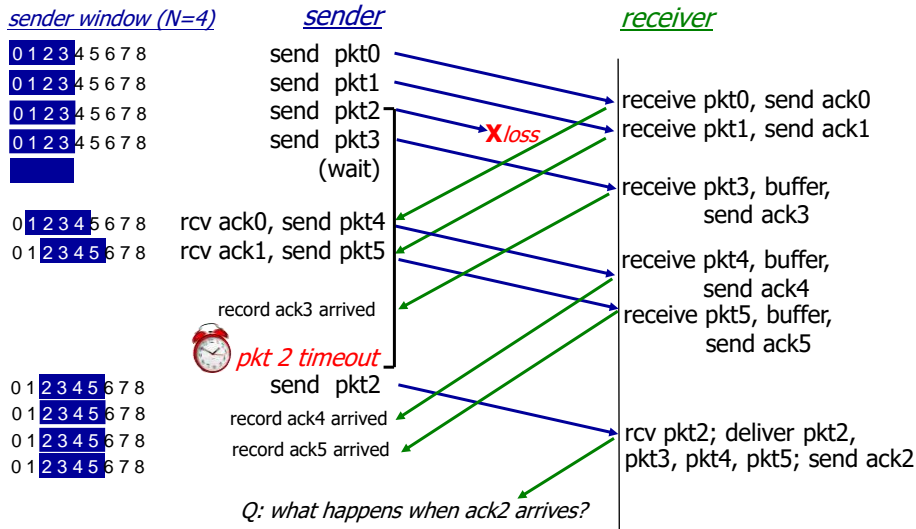 sender window (N=4) sender receiver
0 1 2 3 4 5 6 7 8 send pkt0
0 1 2 3 4 5 6 7 8 send pkt1
0 1 2 3 4 5 6 7 8 send pkt2
0 1 2 3 4 5 6 7 8 send pkt3
(wait)
X loss
receive pkt0, send ack0
receive pkt1, send ack1
receive pkt3, buffer,
send ack3
0 1 2 3 4 5 6 7 8 rcv ack0, send pkt4
0 1 2 3 4 5 6 7 8 rcv ack1, send pkt5
receive pkt4, buffer,
send ack4
receive pkt5, buffer,
send ack5
record ack3 arrived
pkt 2 timeout
0 1 2 3 4 5 6 7 8 send pkt2
0 1 2 3 4 5 6 7 8 record ack4 arrived
0 1 2 3 4 5 6 7 8 record ack5 arrived
0 1 2 3 4 5 6 7 8
rcv pkt2; deliver pkt2,
pkt3, pkt4, pkt5; send ack2
Q: what happens when ack2 arrives?